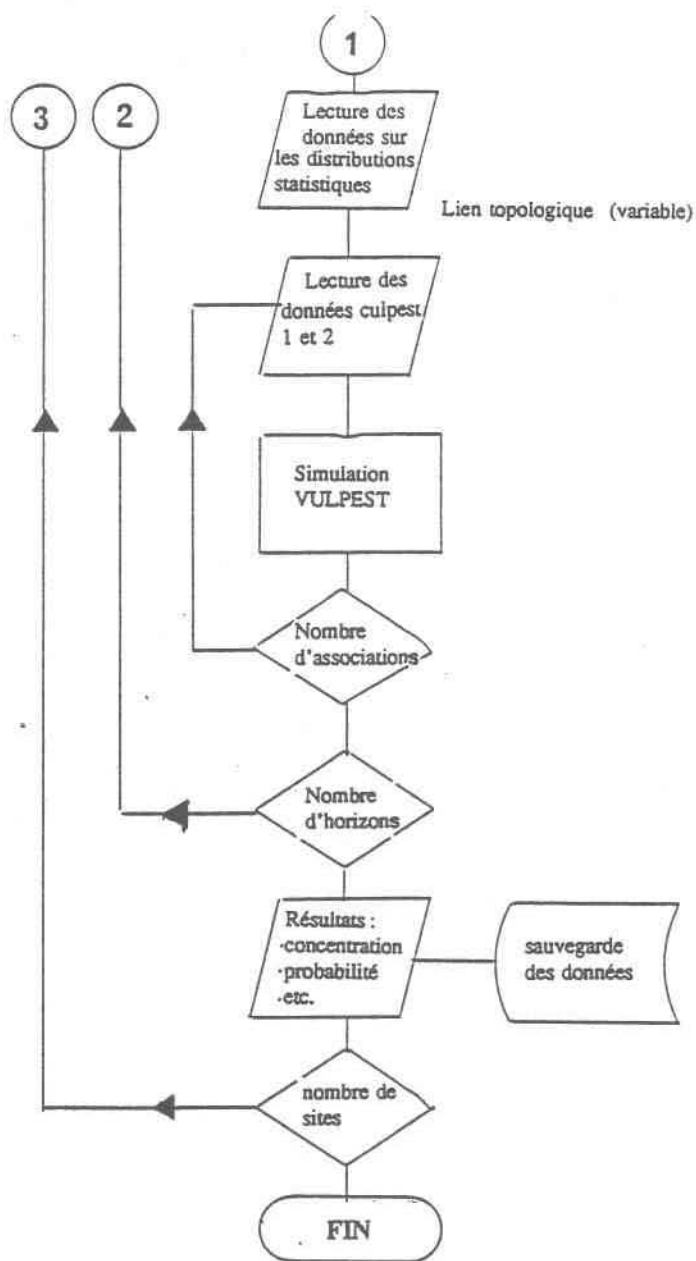 1
3
2
Lecture des
données sur
les distributions
statistiques
Lien topologique (variable)
Lecture des
données culpest
1 et 2
Simulation
VULPEST
Nombre
d'associations
Nombre
d'horizons
Résultats :
·concentration
·probabilité
·etc.
sauvegarde
des données
nombre de
sites
FIN